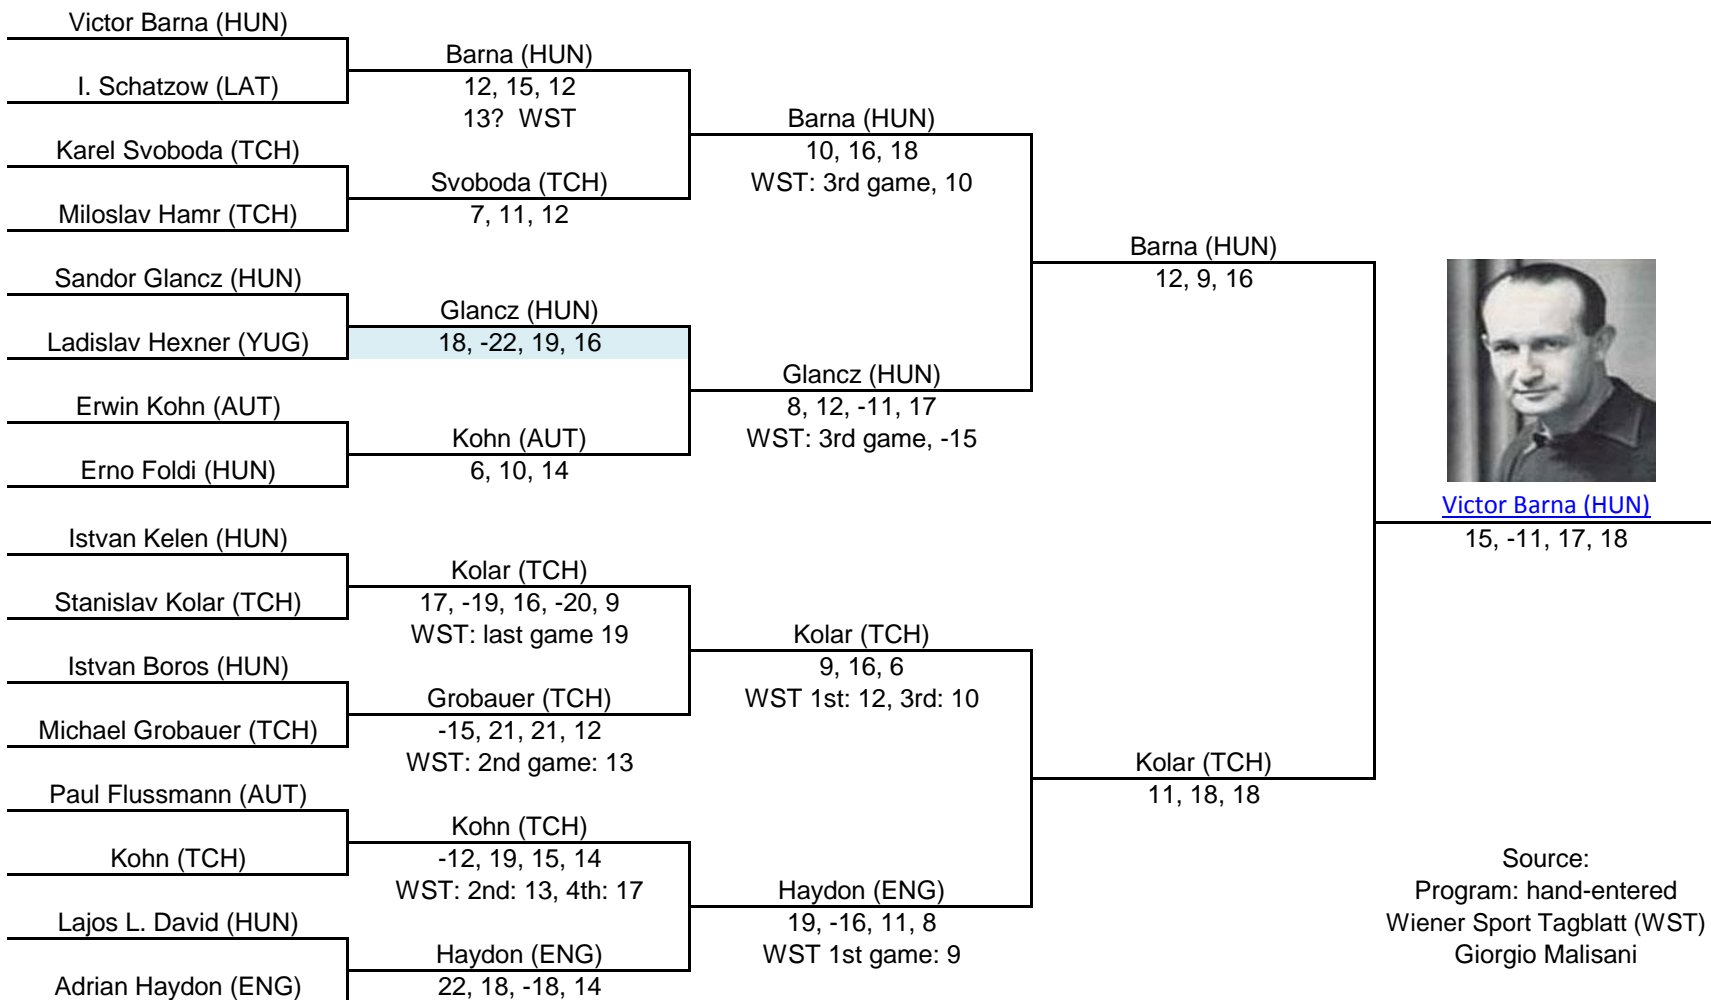 Victor Barna (HUN)
I. Schatzow (LAT)
Karel Svoboda (TCH)
Miloslav Hamr (TCH)
Sandor Glancz (HUN)
Ladislav Hexner (YUG)
Erwin Kohn (AUT)
Erno Foldi (HUN)
Istvan Kelen (HUN)
Stanislav Kolar (TCH)
Istvan Boros (HUN)
Michael Grobauer (TCH)
Paul Flussmann (AUT)
Kohn (TCH)
Lajos L. David (HUN)
Adrian Haydon (ENG)
Barna (HUN)
12, 15, 12
13? WST
Svoboda (TCH)
7, 11, 12
Glancz (HUN)
18, -22, 19, 16
Kohn (AUT)
6, 10, 14
Kolar (TCH)
17, -19, 16, -20, 9
WST: last game 19
Grobauer (TCH)
-15, 21, 21, 12
WST: 2nd game: 13
Kohn (TCH)
-12, 19, 15, 14
WST: 2nd: 13, 4th: 17
Haydon (ENG)
22, 18, -18, 14
Barna (HUN)
10, 16, 18
WST: 3rd game, 10
Glancz (HUN)
8, 12, -11, 17
WST: 3rd game, -15
Kolar (TCH)
9, 16, 6
WST 1st: 12, 3rd: 10
Haydon (ENG)
19, -16, 11, 8
WST 1st game: 9
Barna (HUN)
12, 9, 16
Kolar (TCH)
11, 18, 18
Victor Barna (HUN)
15, -11, 17, 18
Source:
Program: hand-entered
Wiener Sport Tagblatt (WST)
Giorgio Malisani